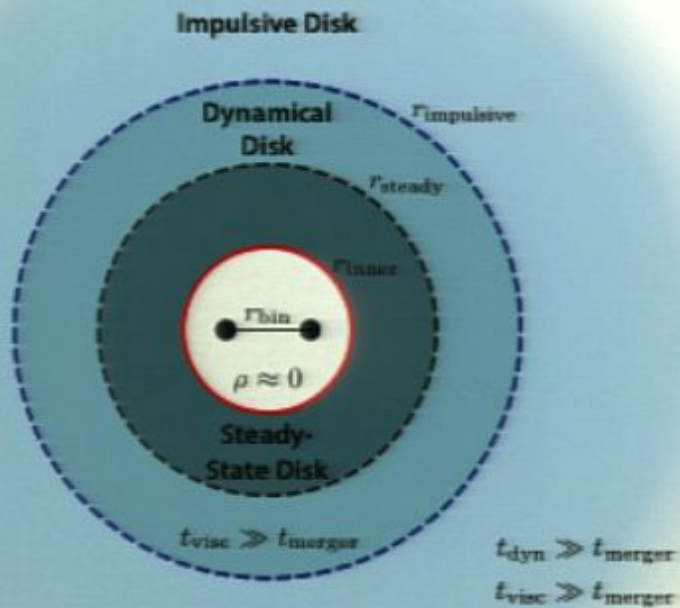 Impulsive Disk
Dynamical
Disk
r_impulsive
r_steady
r_inner
r_bin
ρ ≈ 0
Steady-
State Disk
t_visc ≫ t_merger
t_dyn ≫ t_merger
t_visc ≫ t_merger